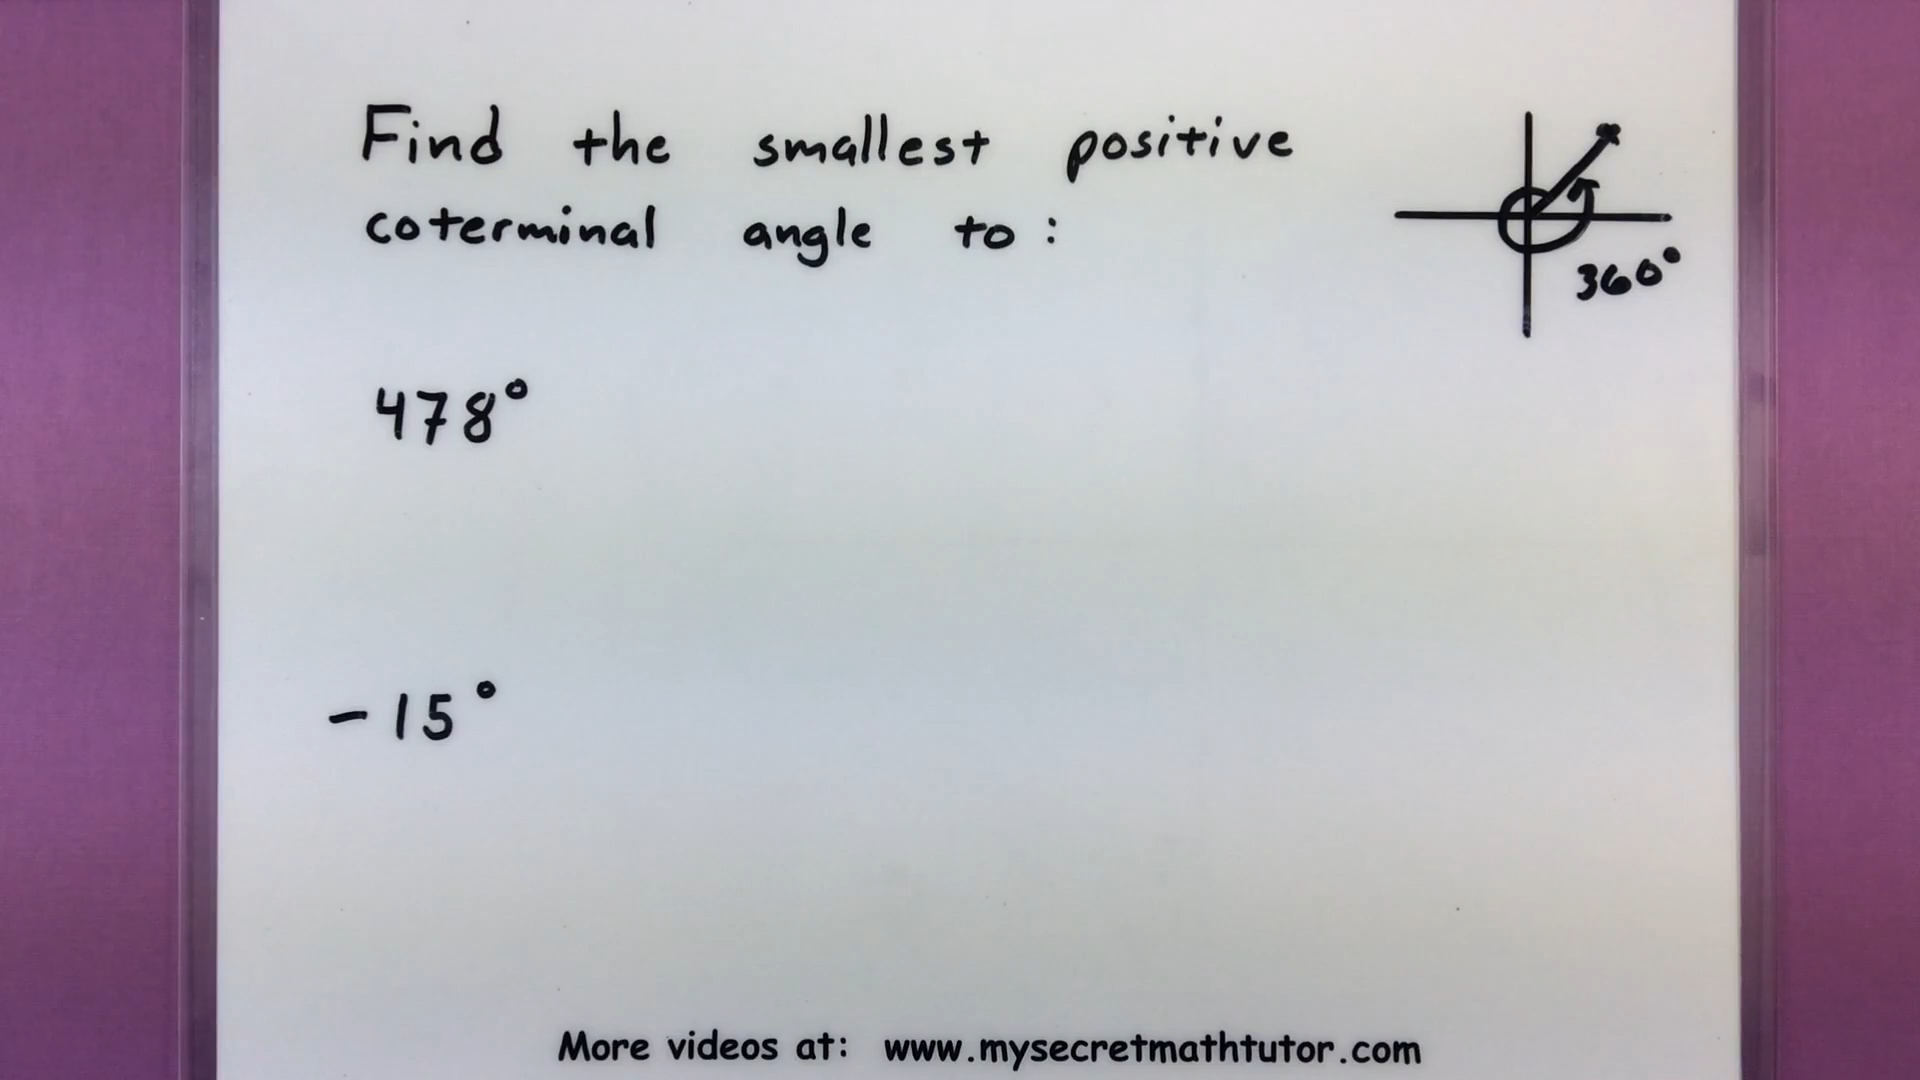 Find the smallest positive
coterminal angle to:
360°
478°
-15°
More videos at: www.mysecretmathtutor.com